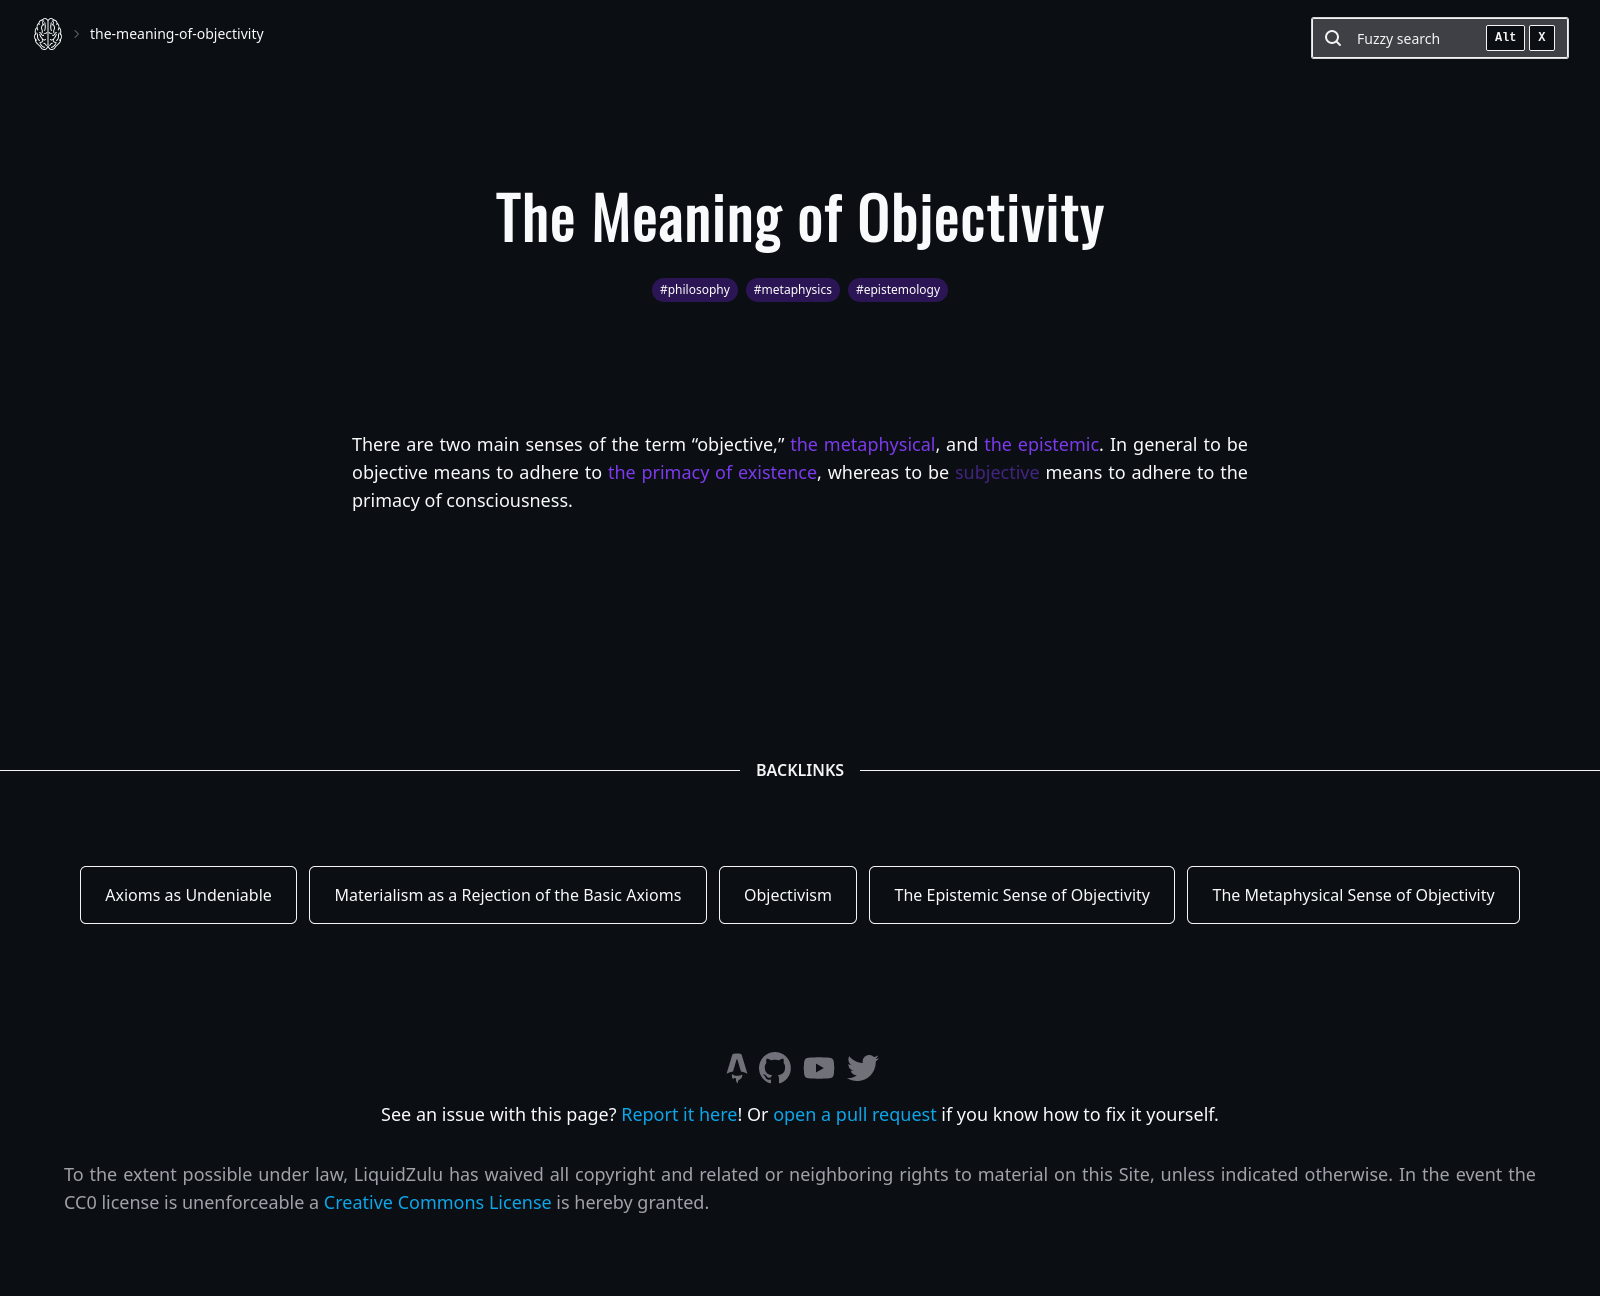 the-meaning-of-objectivity
Fuzzy search Alt X
The Meaning of Objectivity
#philosophy #metaphysics #epistemology
There are two main senses of the term “objective,” the metaphysical, and the epistemic. In general to be
objective means to adhere to the primacy of existence, whereas to be subjective means to adhere to the
primacy of consciousness.
BACKLINKS
Axioms as Undeniable
Materialism as a Rejection of the Basic Axioms
Objectivism
The Epistemic Sense of Objectivity
The Metaphysical Sense of Objectivity
See an issue with this page? Report it here! Or open a pull request if you know how to fix it yourself.
To the extent possible under law, LiquidZulu has waived all copyright and related or neighboring rights to material on this Site, unless indicated otherwise. In the event the
CC0 license is unenforceable a Creative Commons License is hereby granted.